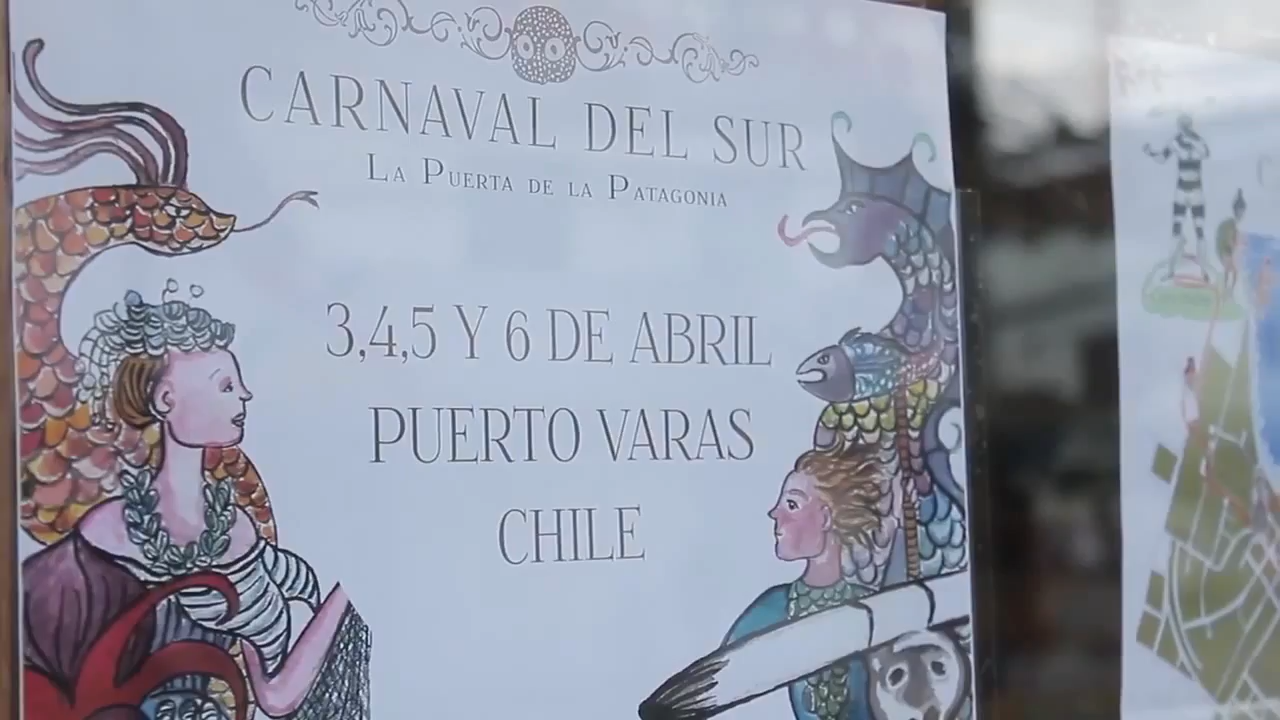 CARNAVAL DEL SUR
LA PUERTA DE LA PATAGONIA
3,4,5 Y 6 DE ABRIL
PUERTO VARAS
CHILE